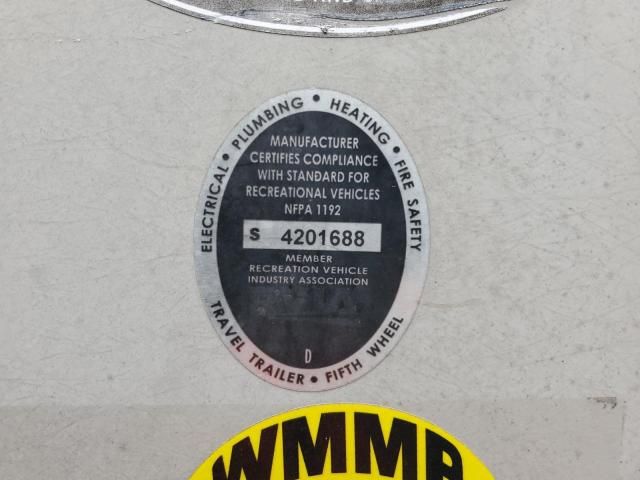 ELECTRICAL • PLUMBING • HEATING • FIRE SAFETY
MANUFACTURER
CERTIFIES COMPLIANCE
WITH STANDARD FOR
RECREATIONAL VEHICLES
NFPA 1192
S 4201688
MEMBER
RECREATION VEHICLE
INDUSTRY ASSOCIATION
D
TRAVEL TRAILER • FIFTH WHEEL